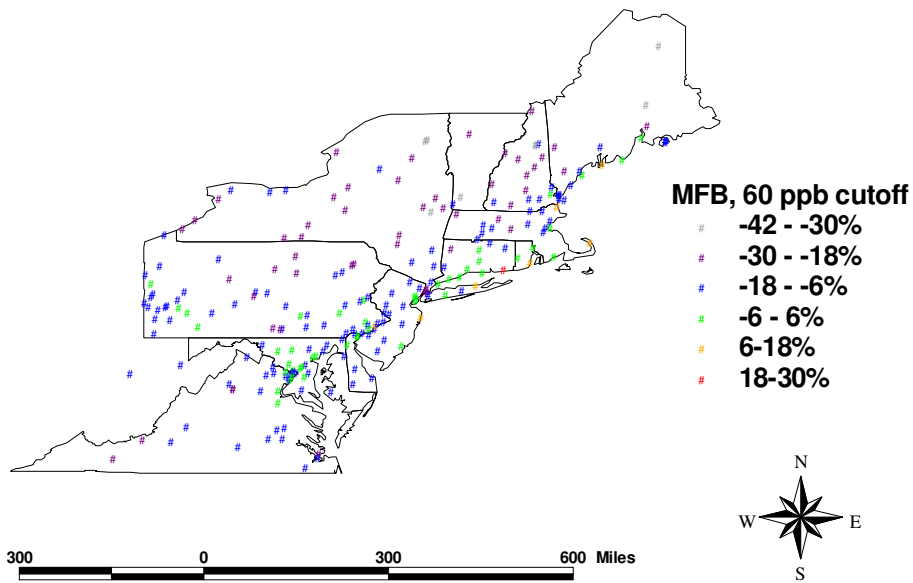 MFB, 60 ppb cutoff
# -42 - -30%
# -30 - -18%
# -18 - -6%
# -6 - 6%
# 6-18%
# 18-30%
N
W E
S
300 0 300 600 Miles